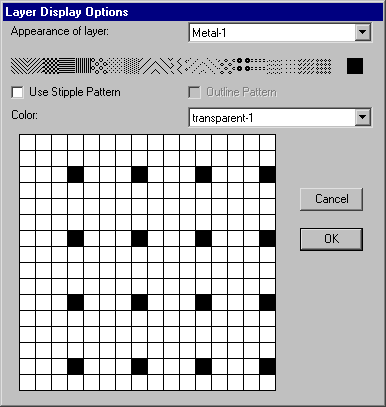 Layer Display Options
Appearance of layer: Metal-1
Use Stipple Pattern Outline Pattern
Color: transparent-1
Cancel
OK